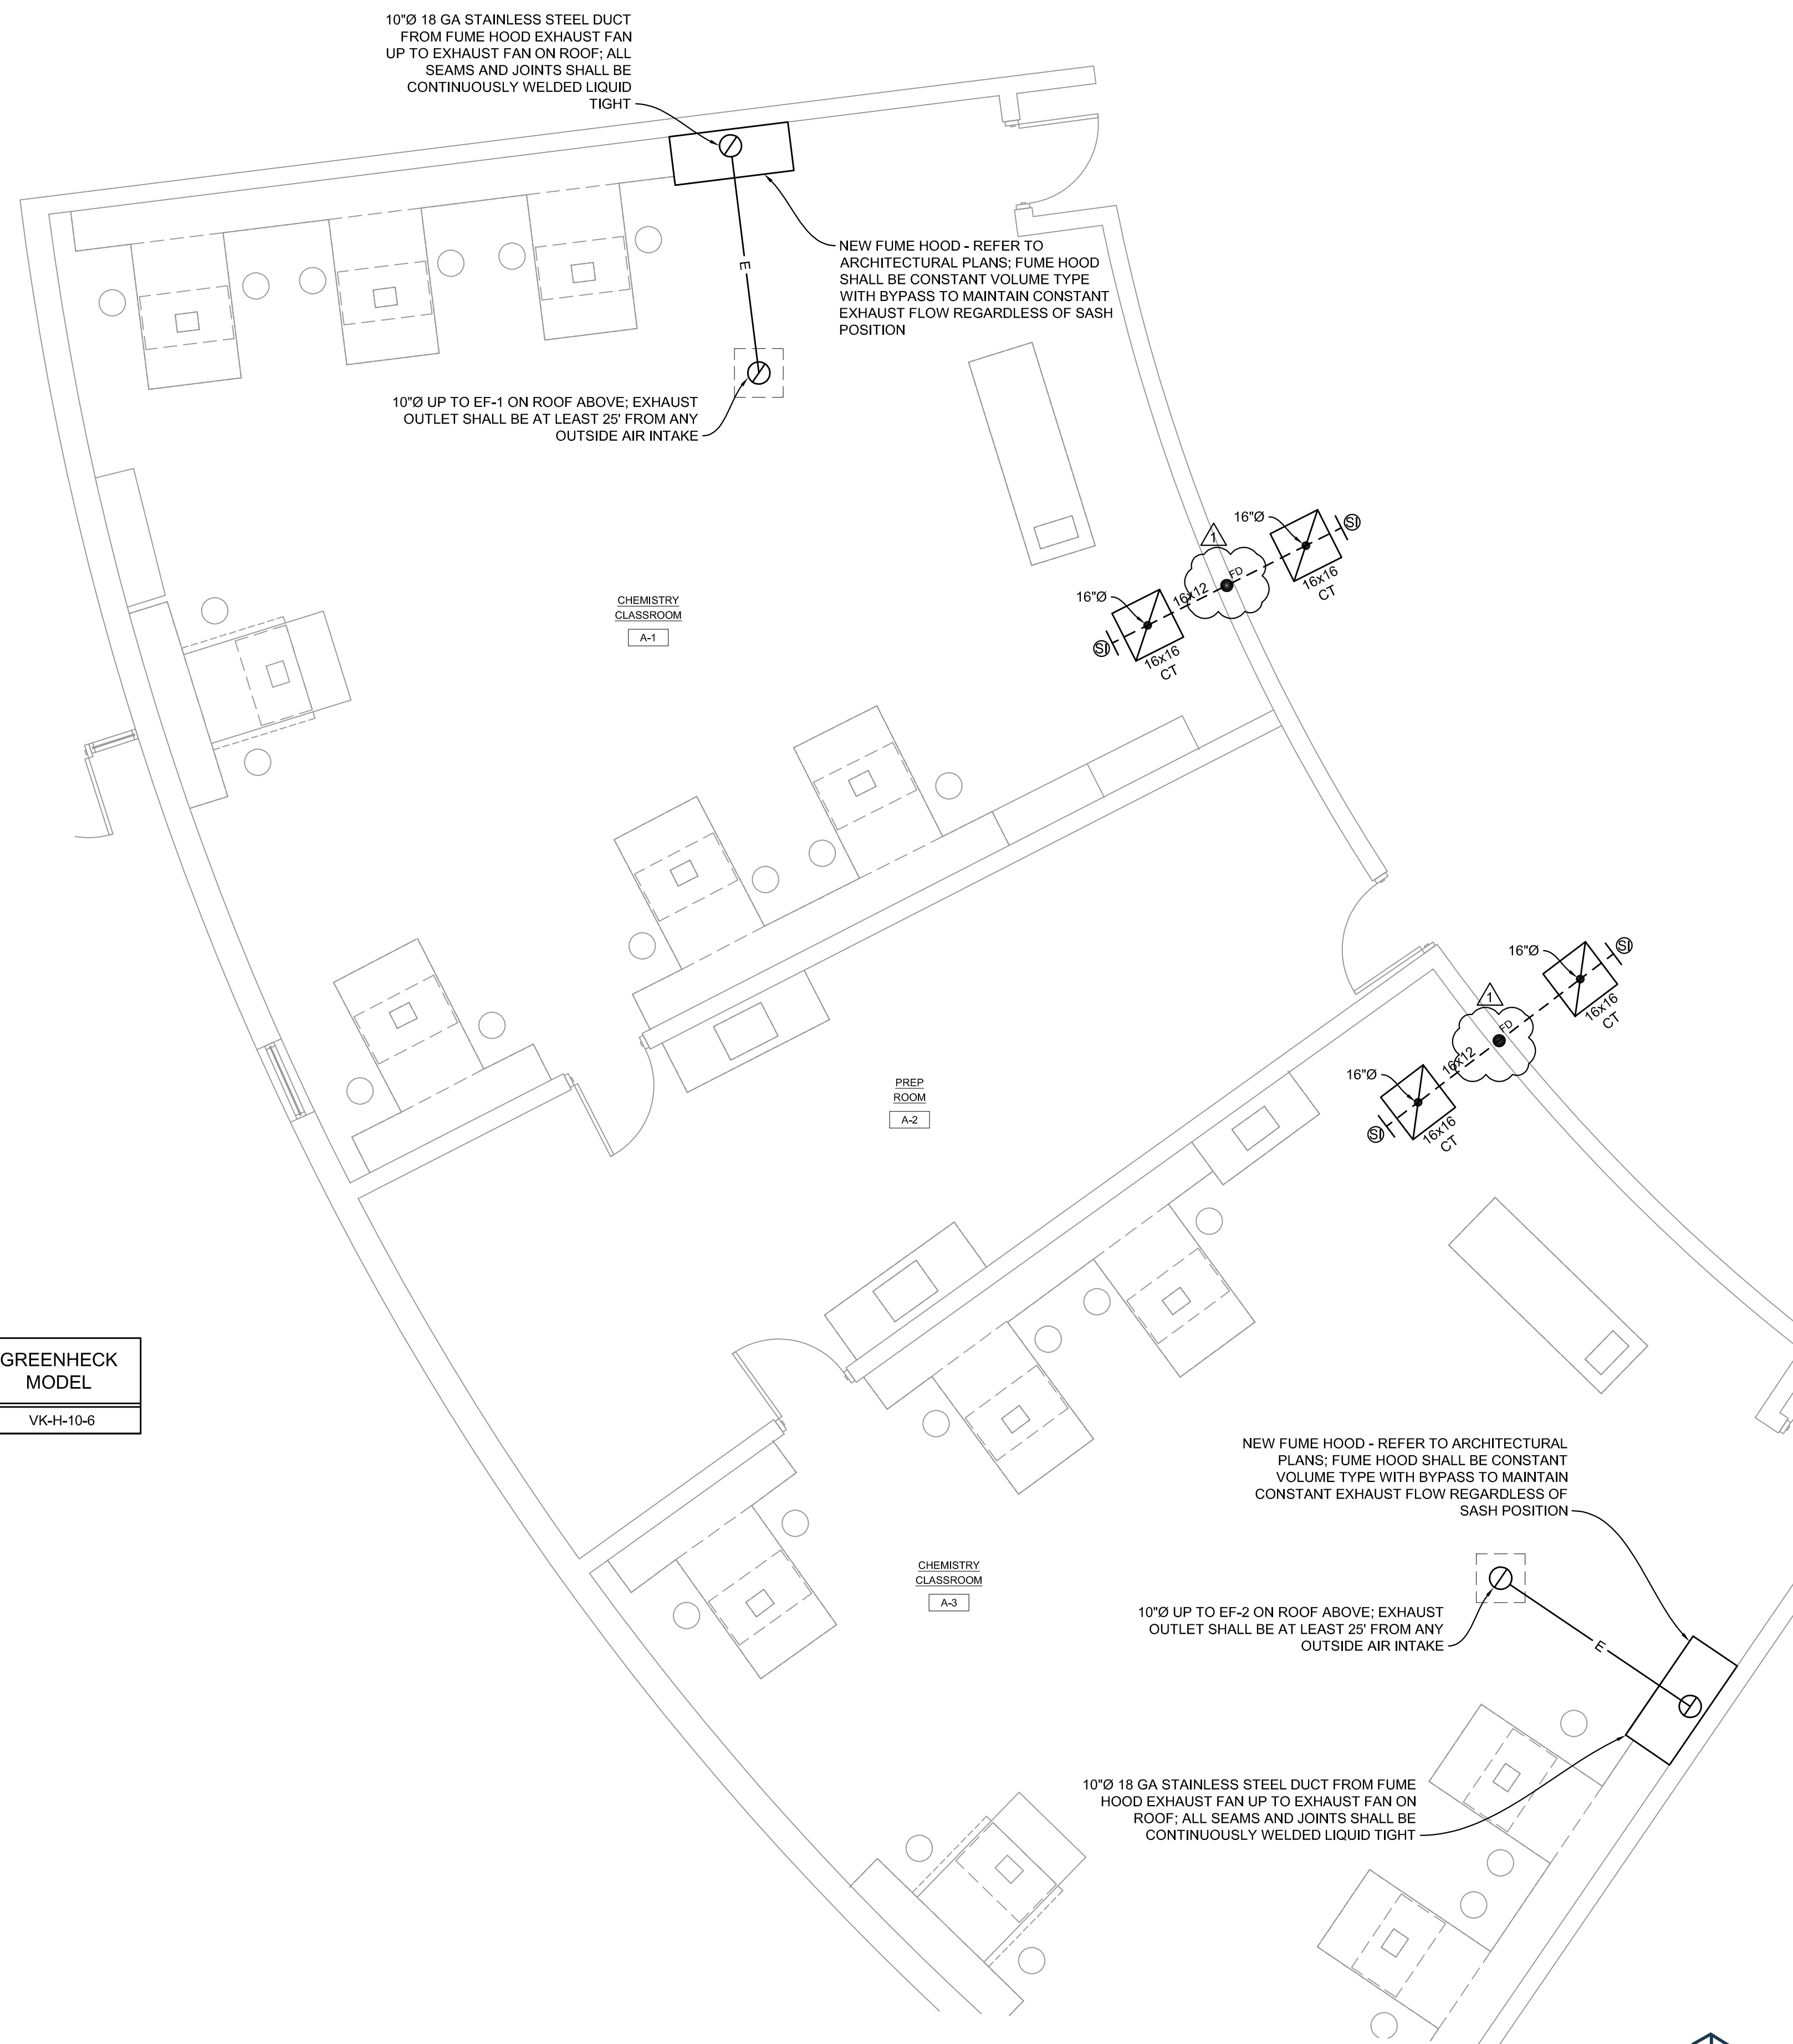 10"Ø 18 GA STAINLESS STEEL DUCT
FROM FUME HOOD EXHAUST FAN
UP TO EXHAUST FAN ON ROOF; ALL
SEAMS AND JOINTS SHALL BE
CONTINUOUSLY WELDED LIQUID
TIGHT
E
NEW FUME HOOD - REFER TO
ARCHITECTURAL PLANS; FUME HOOD
SHALL BE CONSTANT VOLUME TYPE
WITH BYPASS TO MAINTAIN CONSTANT
EXHAUST FLOW REGARDLESS OF SASH
POSITION
10"Ø UP TO EF-1 ON ROOF ABOVE; EXHAUST
OUTLET SHALL BE AT LEAST 25' FROM ANY
OUTSIDE AIR INTAKE
16"Ø
SD
1
FD
16x16
CT
16x12
16"Ø
SD
16x16
CT
CHEMISTRY
CLASSROOM
A-1
16"Ø
SD
1
FD
16x16
CT
16x12
16"Ø
SD
16x16
CT
PREP
ROOM
A-2
GREENHECK
MODEL
VK-H-10-6
NEW FUME HOOD - REFER TO ARCHITECTURAL
PLANS; FUME HOOD SHALL BE CONSTANT
VOLUME TYPE WITH BYPASS TO MAINTAIN
CONSTANT EXHAUST FLOW REGARDLESS OF
SASH POSITION
CHEMISTRY
CLASSROOM
A-3
10"Ø UP TO EF-2 ON ROOF ABOVE; EXHAUST
OUTLET SHALL BE AT LEAST 25' FROM ANY
OUTSIDE AIR INTAKE
E
10"Ø 18 GA STAINLESS STEEL DUCT FROM FUME
HOOD EXHAUST FAN UP TO EXHAUST FAN ON
ROOF; ALL SEAMS AND JOINTS SHALL BE
CONTINUOUSLY WELDED LIQUID TIGHT